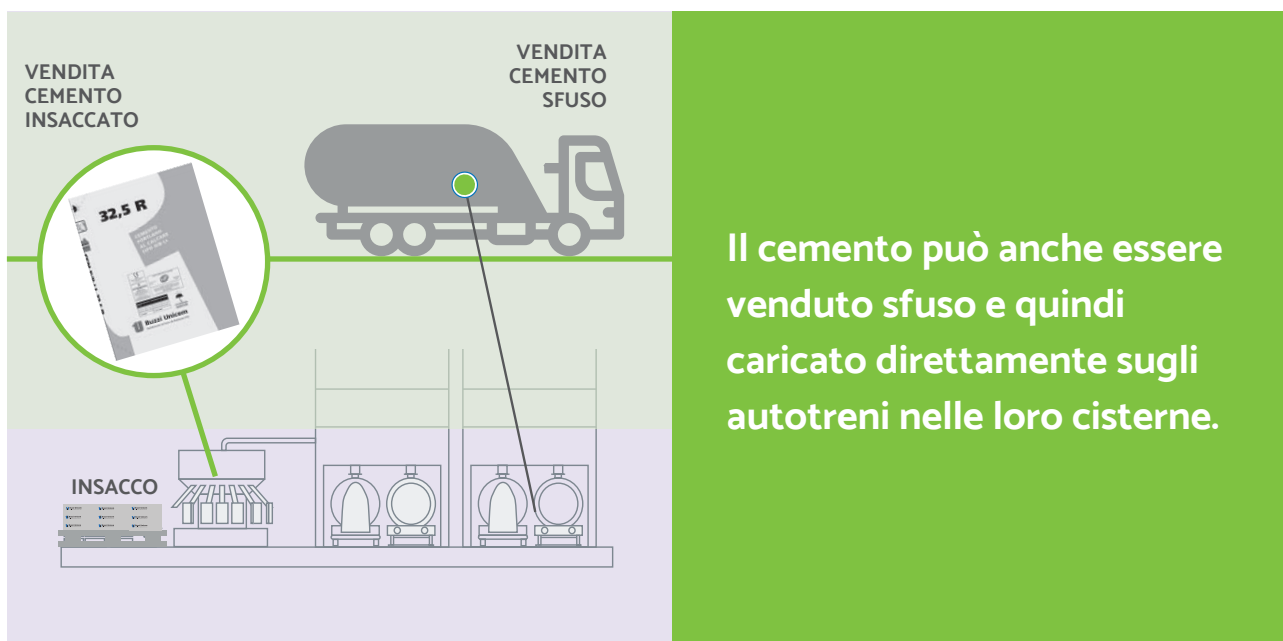 VENDITA
CEMENTO
INSACCATO
VENDITA
CEMENTO
SFUSO
32,5 R
Buzzi Unicem
INSACCO
Il cemento può anche essere
venduto sfuso e quindi
caricato direttamente sugli
autotreni nelle loro cisterne.